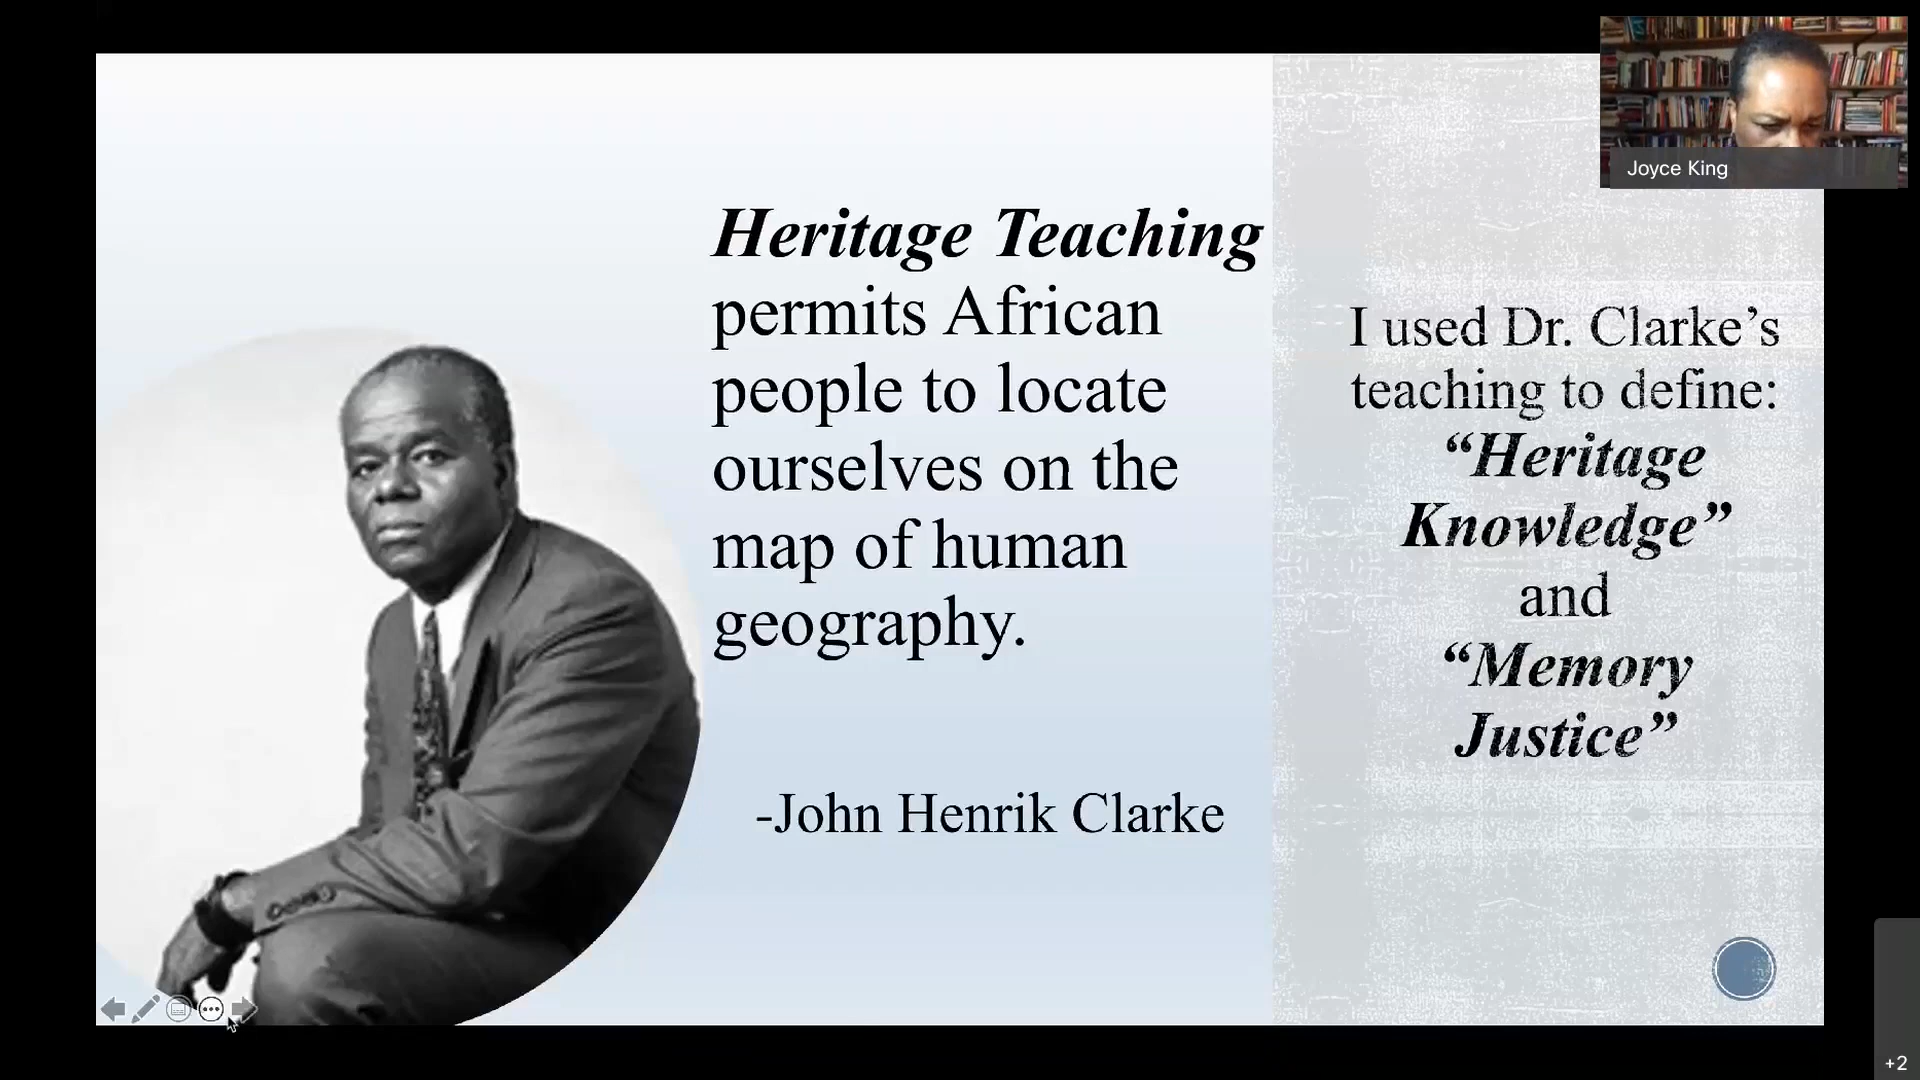 Joyce King
Heritage Teaching
permits African
people to locate
ourselves on the
map of human
geography.
-John Henrik Clarke
I used Dr. Clarke’s
teaching to define:
“Heritage
Knowledge”
and
“Memory
Justice”
+2